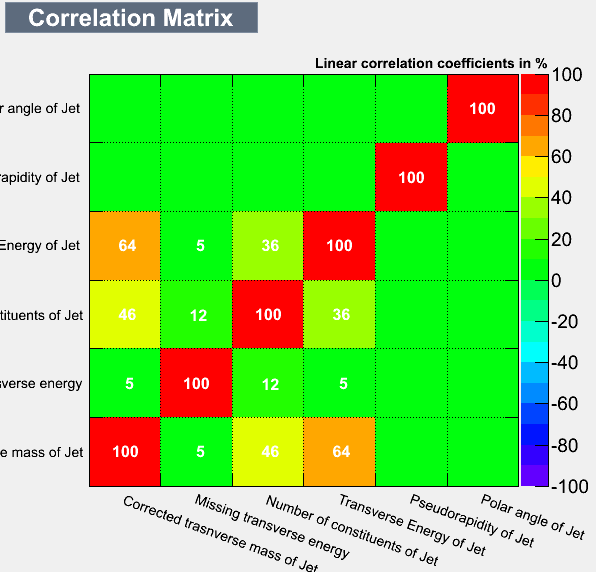 Correlation Matrix
Linear correlation coefficients in %
r angle of Jet 100 100
80
rapidity of Jet 100 60
40
Energy of Jet 64 5 36 100 20
0
tituents of Jet 46 12 100 36 -20
-40
sverse energy 5 100 12 5 -60
-80
e mass of Jet 100 5 46 64 -100
Corrected trasnverse mass of Jet
Missing transverse energy
Number of constituents of Jet
Transverse Energy of Jet
Pseudorapidity of Jet
Polar angle of Jet